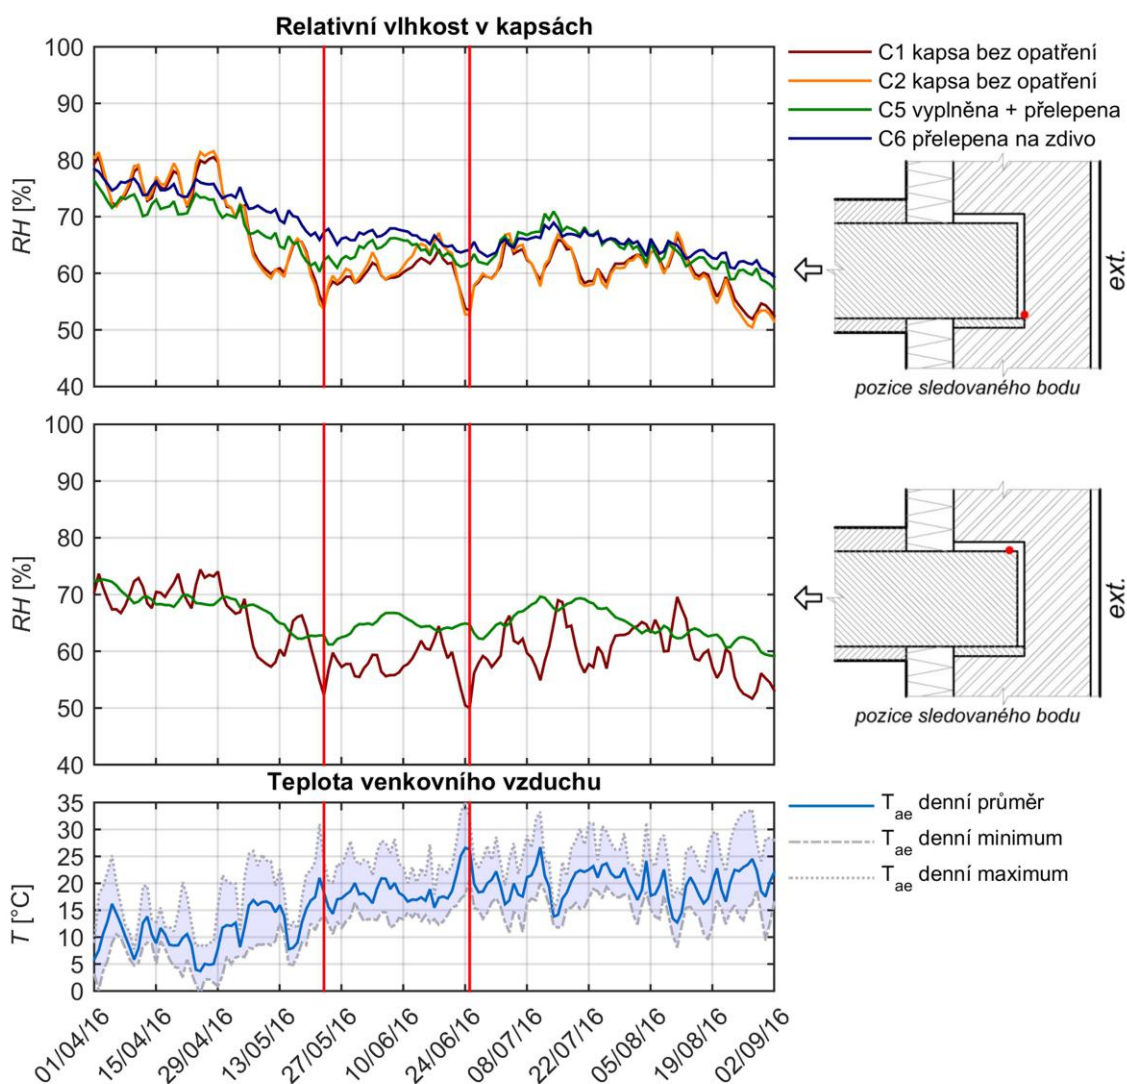 Relativní vlhkost v kapsách
100
90
80
70
60
50
40
RH [%]
C1 kapsa bez opatření
C2 kapsa bez opatření
C5 vyplněna + přelepena
C6 přelepena na zdivo
ext.
pozice sledovaného bodu
100
90
80
70
60
50
40
RH [%]
ext.
pozice sledovaného bodu
Teplota venkovního vzduchu
35
30
25
20
15
10
5
0
T [°C]
T_ae denní průměr
T_ae denní minimum
T_ae denní maximum
01/04/16
15/04/16
29/04/16
13/05/16
27/05/16
10/06/16
24/06/16
08/07/16
22/07/16
05/08/16
19/08/16
02/09/16